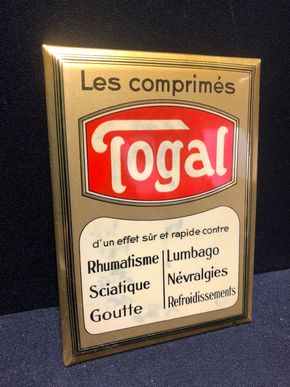 Les comprimés
Togal
d'un effet sûr et rapide contre
Rhumatisme
Sciatique
Goutte
Lumbago
Névralgies
Refroidissements